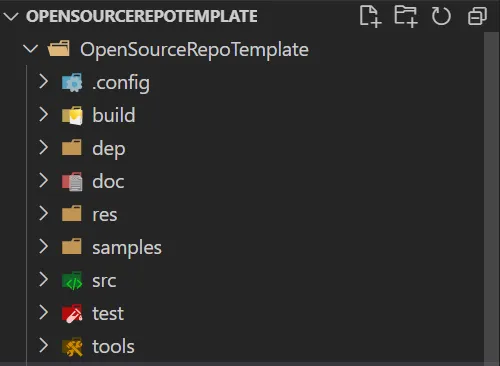 OPENSOURCEREPOTEMPLATE
OpenSourceRepoTemplate
.config
build
dep
doc
res
samples
src
test
tools